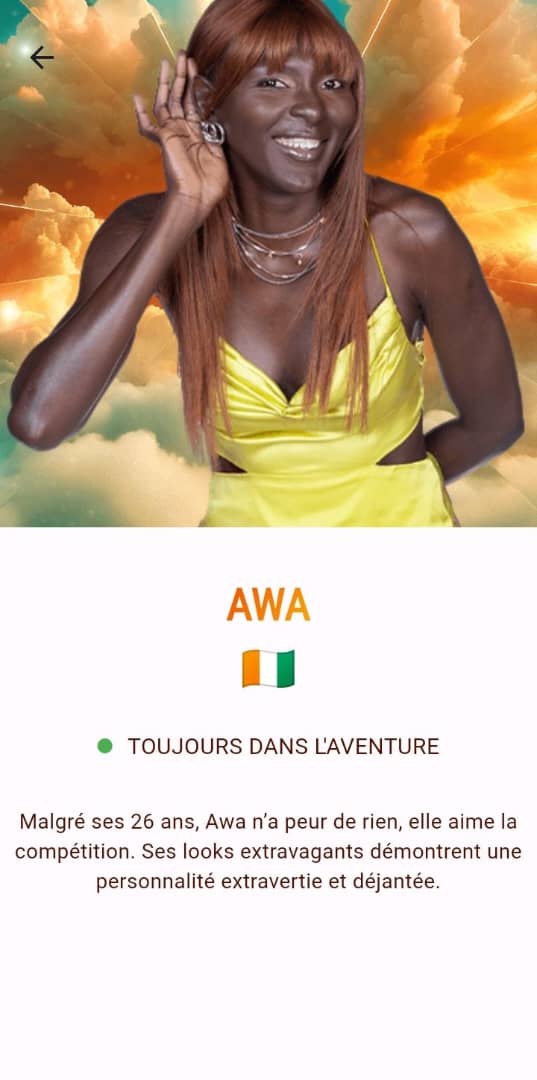 AWA
TOUJOURS DANS L'AVENTURE
Malgré ses 26 ans, Awa n’a peur de rien, elle aime la
compétition. Ses looks extravagants démontrent une
personnalité extravertie et déjantée.